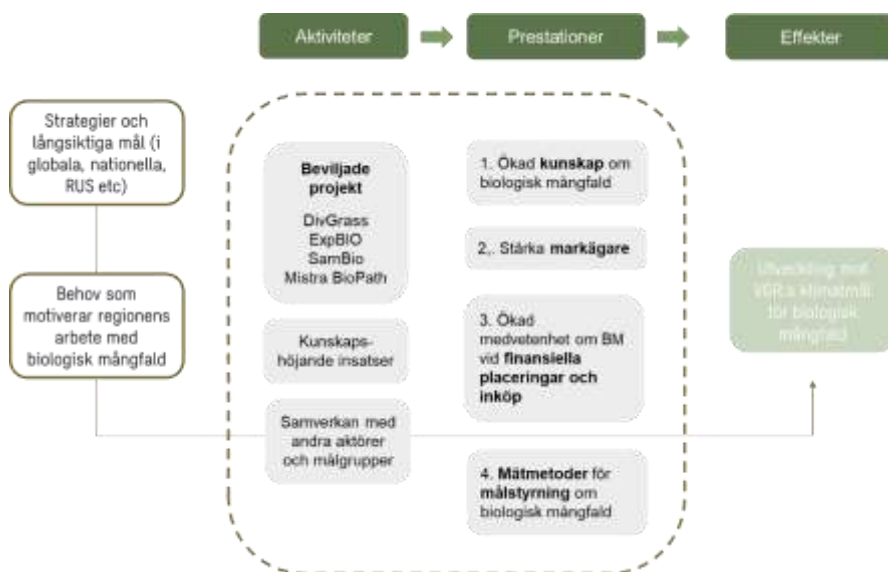 Aktiviteter
Prestationer
Effekter
Strategier och
långsiktiga mål (i
globala, nationella,
RUS etc)
Behov som
motiverar regionens
arbete med
biologisk mångfald
Beviljade
projekt
DivGrass
ExpBIO
SamBio
Mistra BioPath
Kunskaps-
höjande insatser
Samverkan med
andra aktörer
och målgrupper
1. Ökad kunskap om
biologisk mångfald
2,. Stärka markägare
3. Ökad
medvetenhet om BM
vid finansiella
placeringar och
inköp
4. Mätmetoder för
målstyrning om
biologisk mångfald
Utveckling mot
VGR:s klimatmål
för biologisk
mångfald